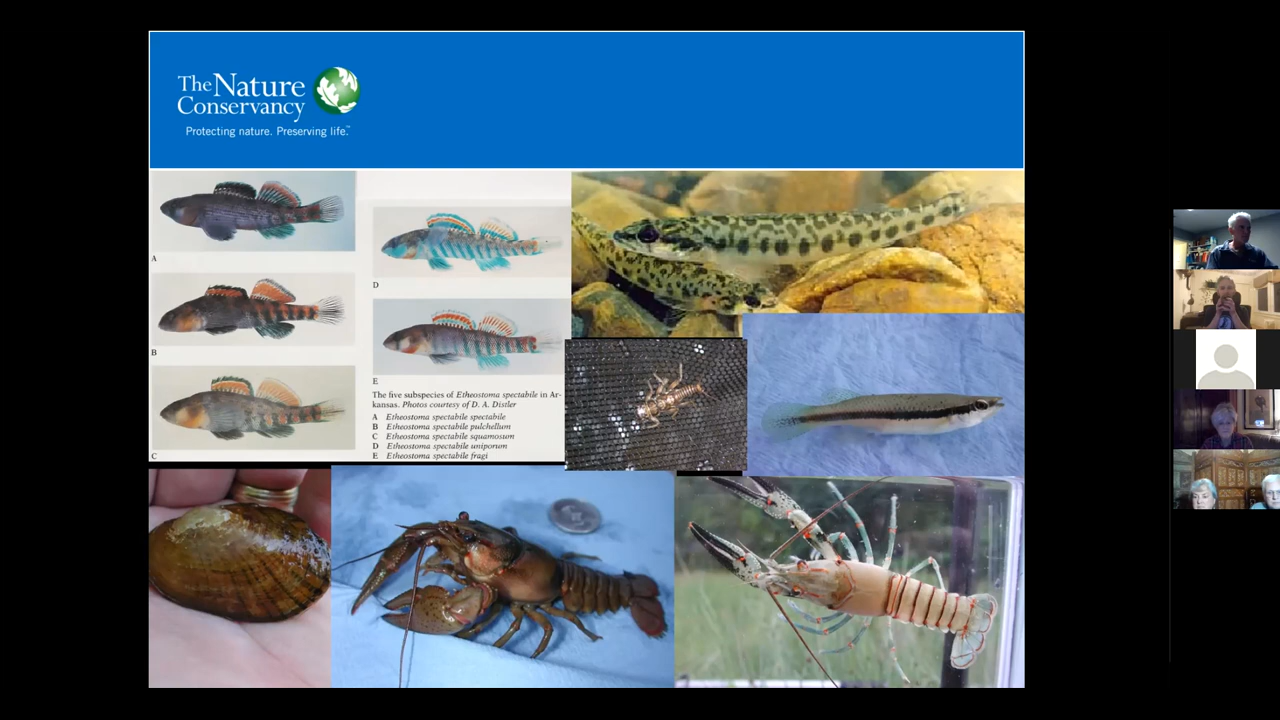 The Nature
Conservancy
Protecting nature. Preserving life.™
A
B
C
D
E
The five subspecies of Etheostoma spectabile in Ar-
kansas. Photos courtesy of D. A. Distler
A Etheostoma spectabile spectabile
B Etheostoma spectabile pulchellum
C Etheostoma spectabile squamosum
D Etheostoma spectabile uniporum
E Etheostoma spectabile fragi